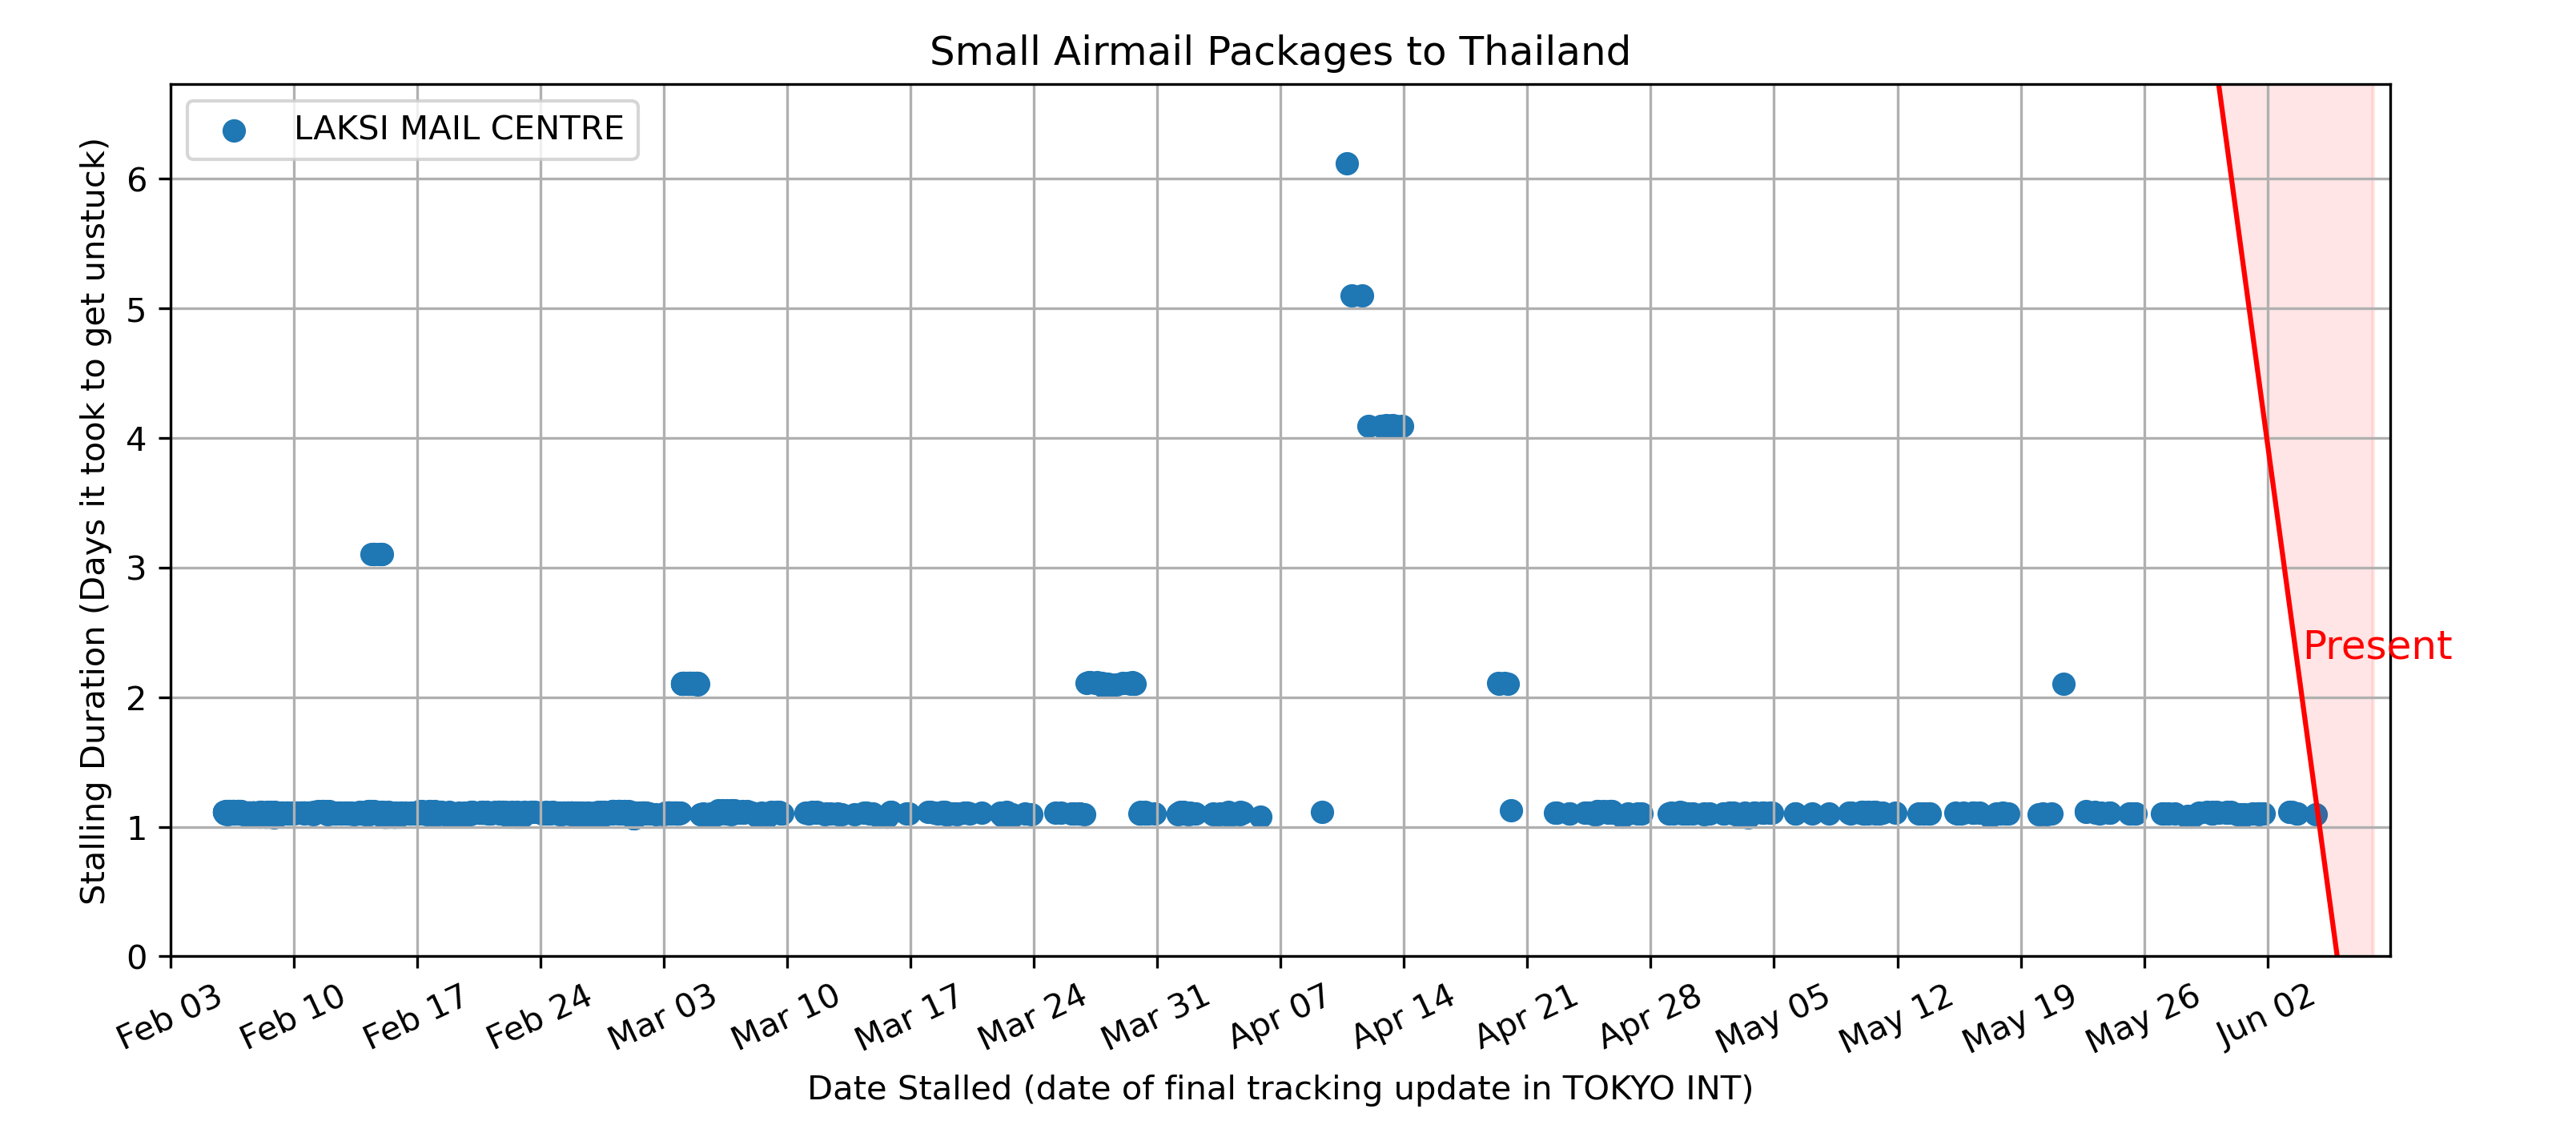 Small Airmail Packages to Thailand
LAKSI MAIL CENTRE
Stalling Duration (Days it took to get unstuck)
6
5
4
3
2
1
0
Present
Feb 03
Feb 10
Feb 17
Feb 24
Mar 03
Mar 10
Mar 17
Mar 24
Mar 31
Apr 07
Apr 14
Apr 21
Apr 28
May 05
May 12
May 19
May 26
Jun 02
Date Stalled (date of final tracking update in TOKYO INT)